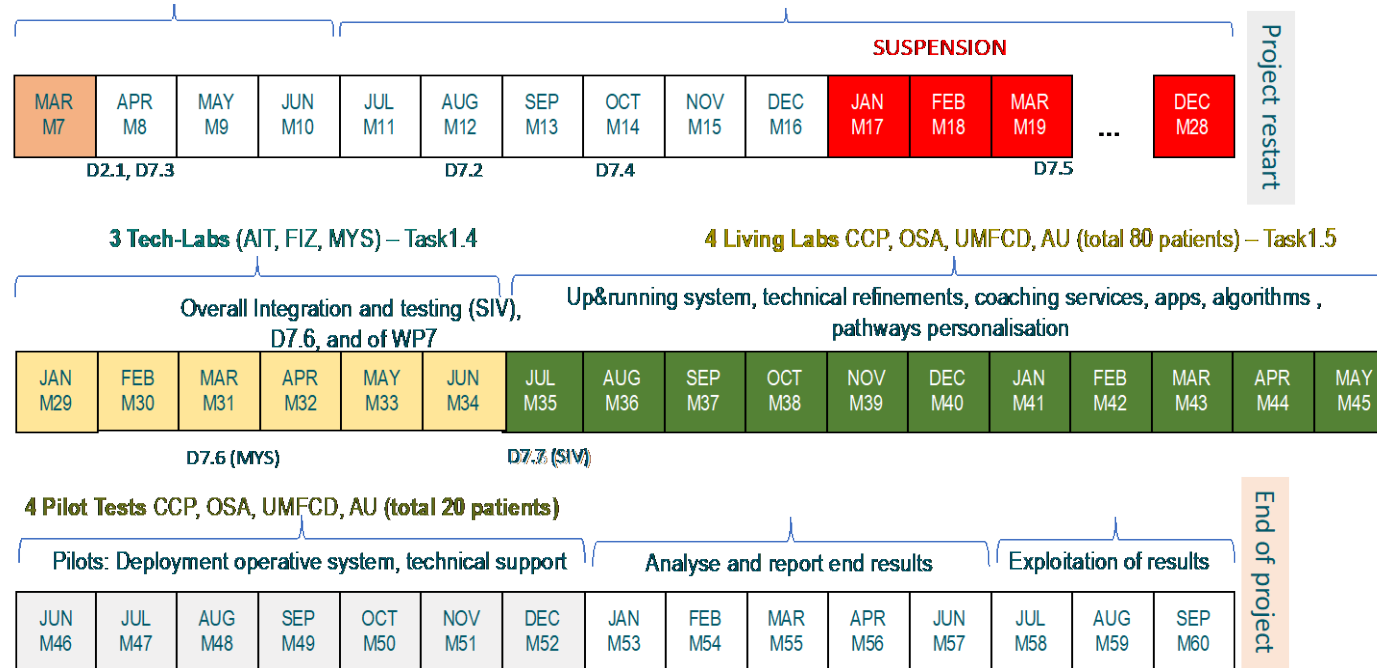 SUSPENSION
Project restart
MAR APR MAY JUN JUL AUG SEP OCT NOV DEC JAN FEB MAR ... DEC
M7 M8 M9 M10 M11 M12 M13 M14 M15 M16 M17 M18 M19 M28
D2.1, D7.3 D7.2 D7.4 D7.5
3 Tech-Labs (AIT, FIZ, MYS) – Task1.4
4 Living Labs CCP, OSA, UMFCD, AU (total 80 patients) – Task1.5
Overall Integration and testing (SIV),
D7.6, and of WP7
Up&running system, technical refinements, coaching services, apps, algorithms ,
pathways personalisation
JAN FEB MAR APR MAY JUN JUL AUG SEP OCT NOV DEC JAN FEB MAR APR MAY
M29 M30 M31 M32 M33 M34 M35 M36 M37 M38 M39 M40 M41 M42 M43 M44 M45
D7.6 (MYS) D7.7 (SIV)
4 Pilot Tests CCP, OSA, UMFCD, AU (total 20 patients)
End of project
Pilots: Deployment operative system, technical support
Analyse and report end results
Exploitation of results
JUN JUL AUG SEP OCT NOV DEC JAN FEB MAR APR JUN JUL AUG SEP
M46 M47 M48 M49 M50 M51 M52 M53 M54 M55 M56 M57 M58 M59 M60